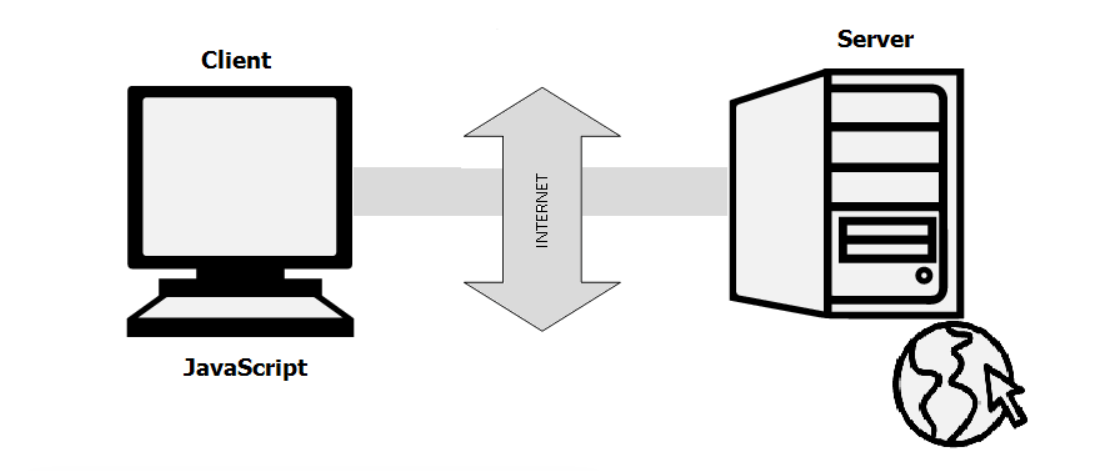 Client
Server
INTERNET
JavaScript